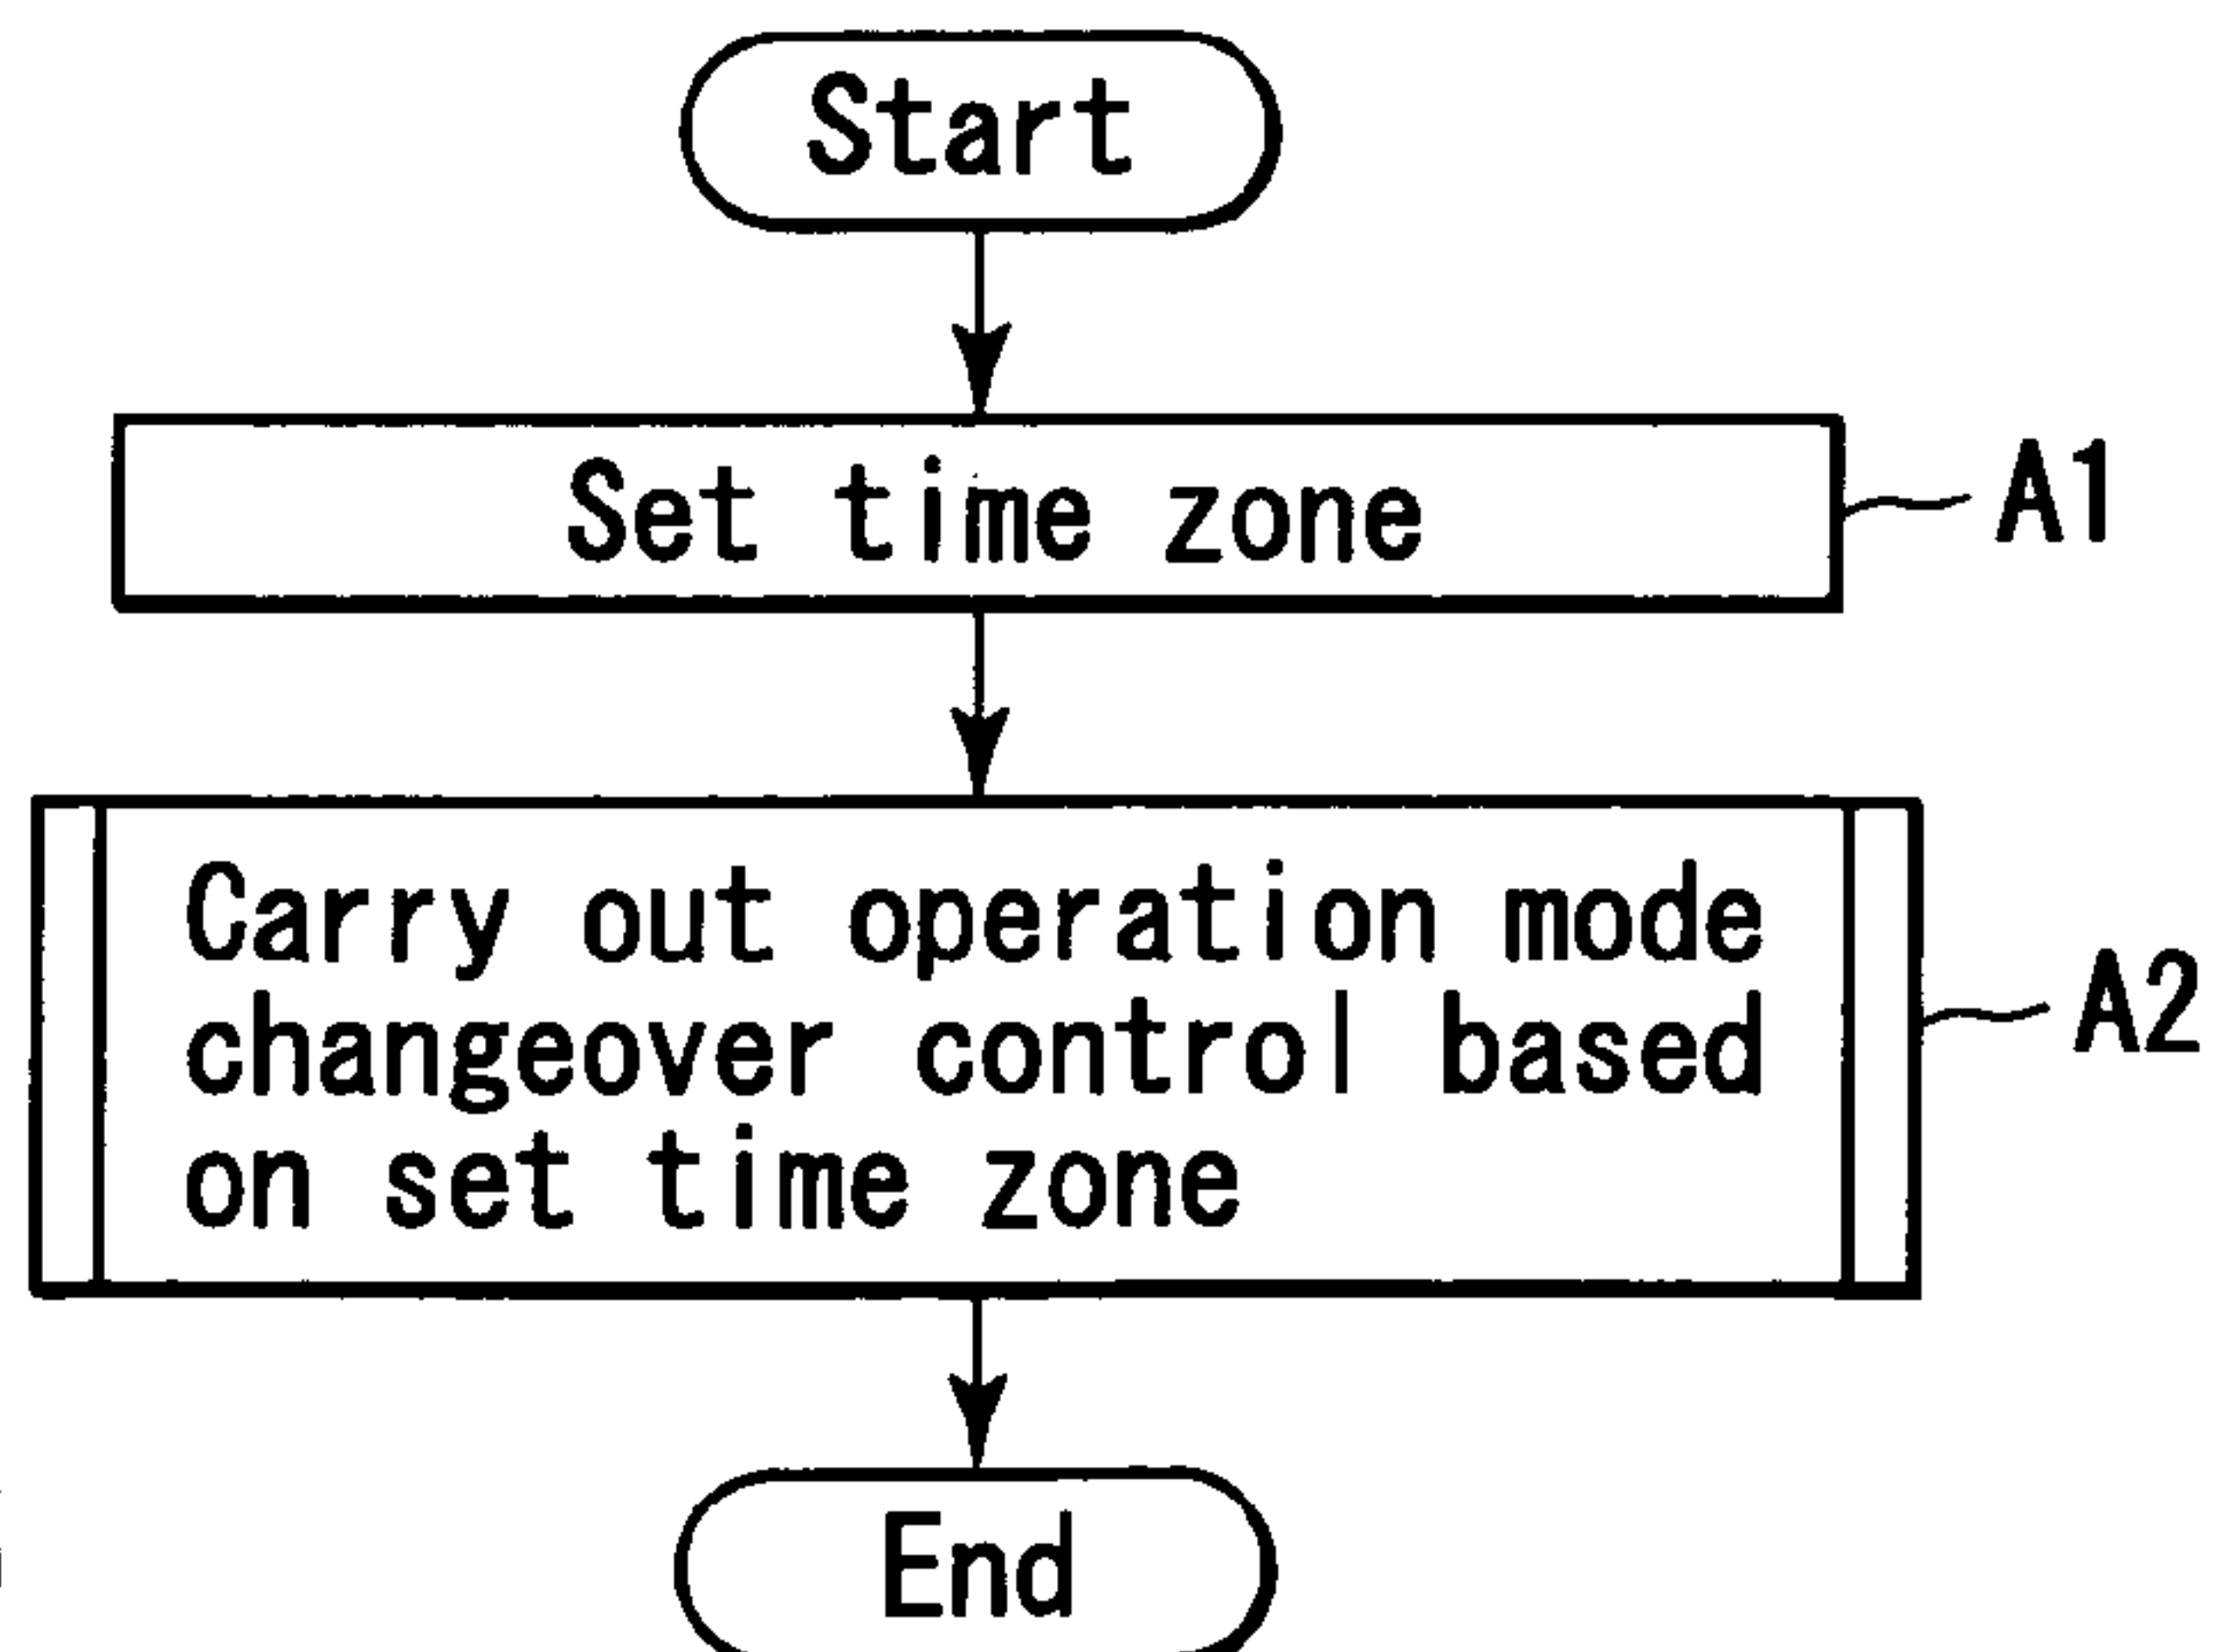 Start
Set time zone
A1
Carry out operation mode
changeover control based
on set time zone
A2
End